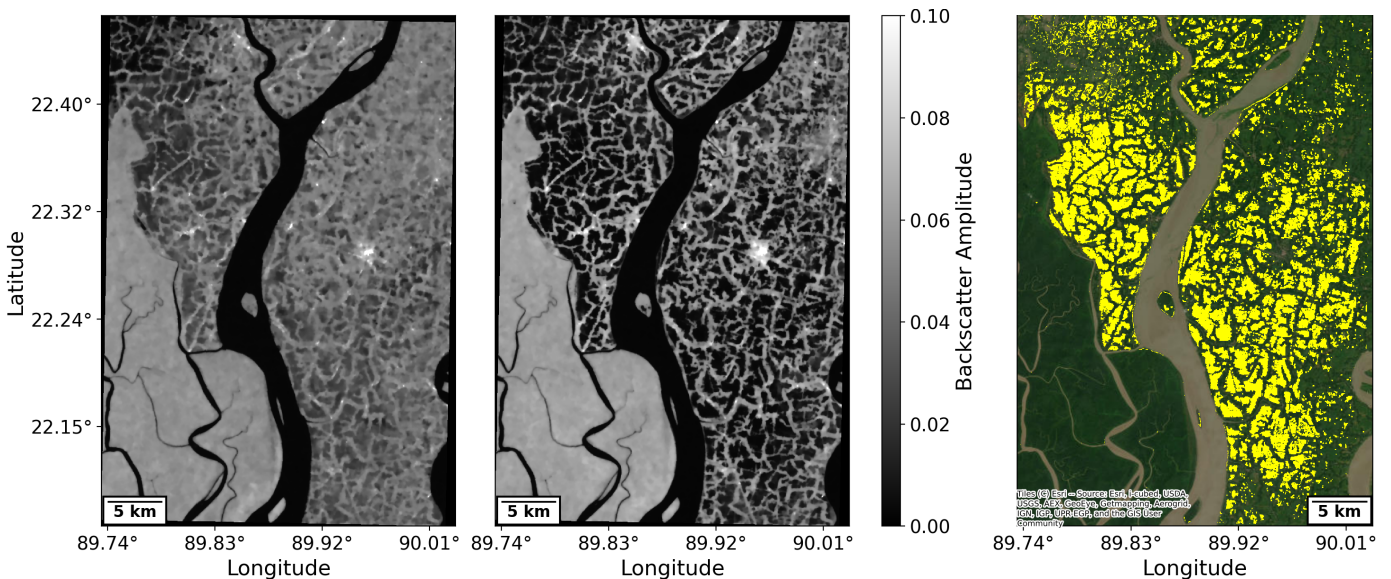 Latitude
22.40°
22.32°
22.24°
22.15°
5 km
89.74°
89.83°
89.92°
90.01°
Longitude
5 km
89.74°
89.83°
89.92°
90.01°
Longitude
0.10
0.08
0.06
0.04
0.02
0.00
Backscatter Amplitude
Tiles (C) Esri -- Source: Esri, i-cubed, USDA,
USGS, AEX, GeoEye, Getmapping, Aerogrid,
IGN, IGP, UPR-EGP, and the GIS User
Community
5 km
89.74°
89.83°
89.92°
90.01°
Longitude